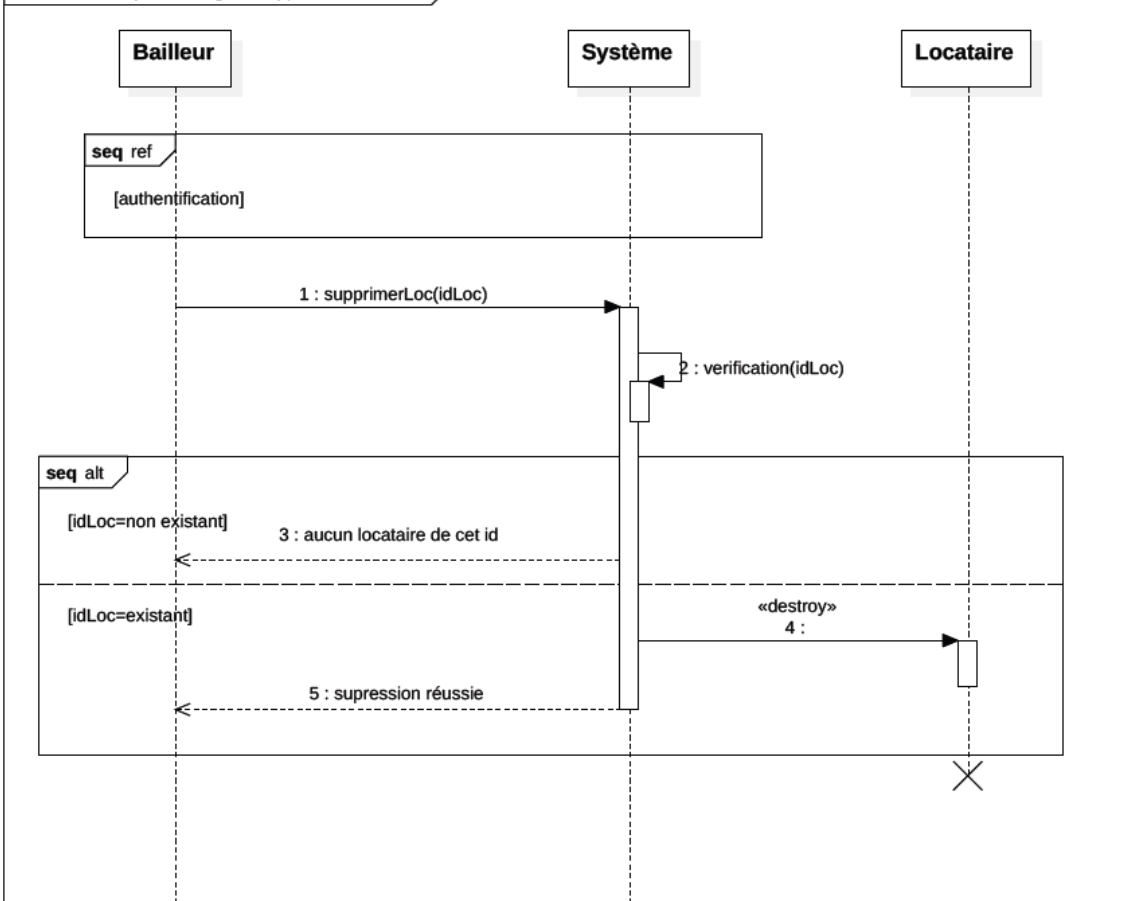 Bailleur
Système
Locataire
seq ref
[authentification]
1 : supprimerLoc(idLoc)
2 : verification(idLoc)
seq alt
[idLoc=non existant]
3 : aucun locataire de cet id
[idLoc=existant]
«destroy»
4 :
5 : supression réussie